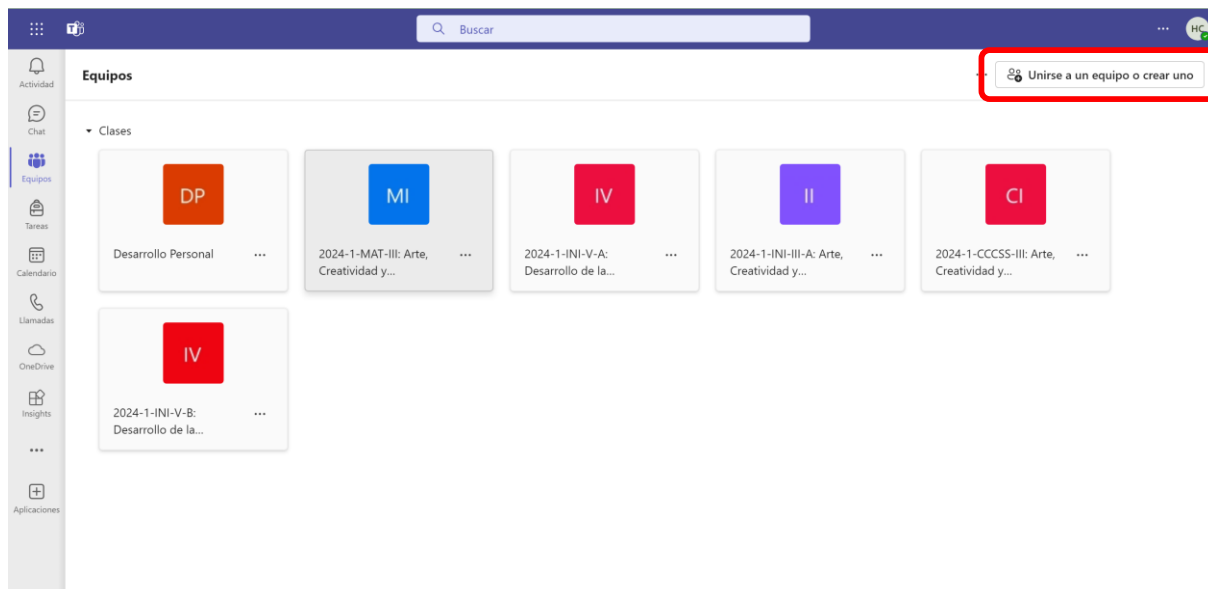 Buscar
HC
Actividad
Chat
Equipos
Tareas
Calendario
Llamadas
OneDrive
Insights
Aplicaciones
Equipos
Unirse a un equipo o crear uno
Clases
DP
Desarrollo Personal
MI
2024-1-MAT-III: Arte,
Creatividad y...
IV
2024-1-INI-V-A:
Desarrollo de la...
II
2024-1-INI-III-A: Arte,
Creatividad y...
CI
2024-1-CCCSS-III: Arte,
Creatividad y...
IV
2024-1-INI-V-B:
Desarrollo de la...